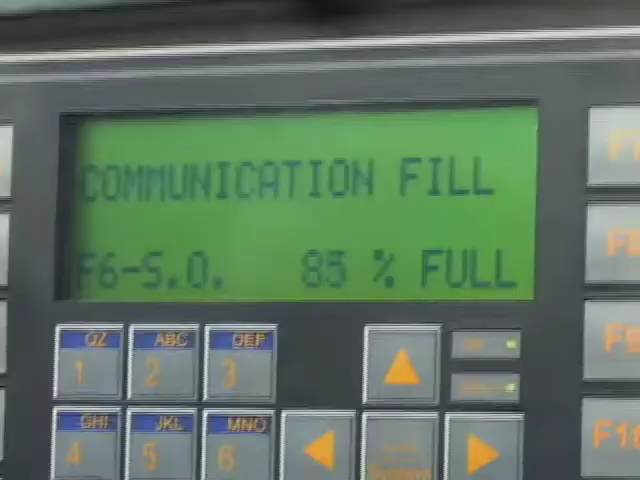 COMMUNICATION FILL
F6-S.O. 85 % FULL
QZ ABC DEF
1 2 3
GHI JKL MNO
4 5 6